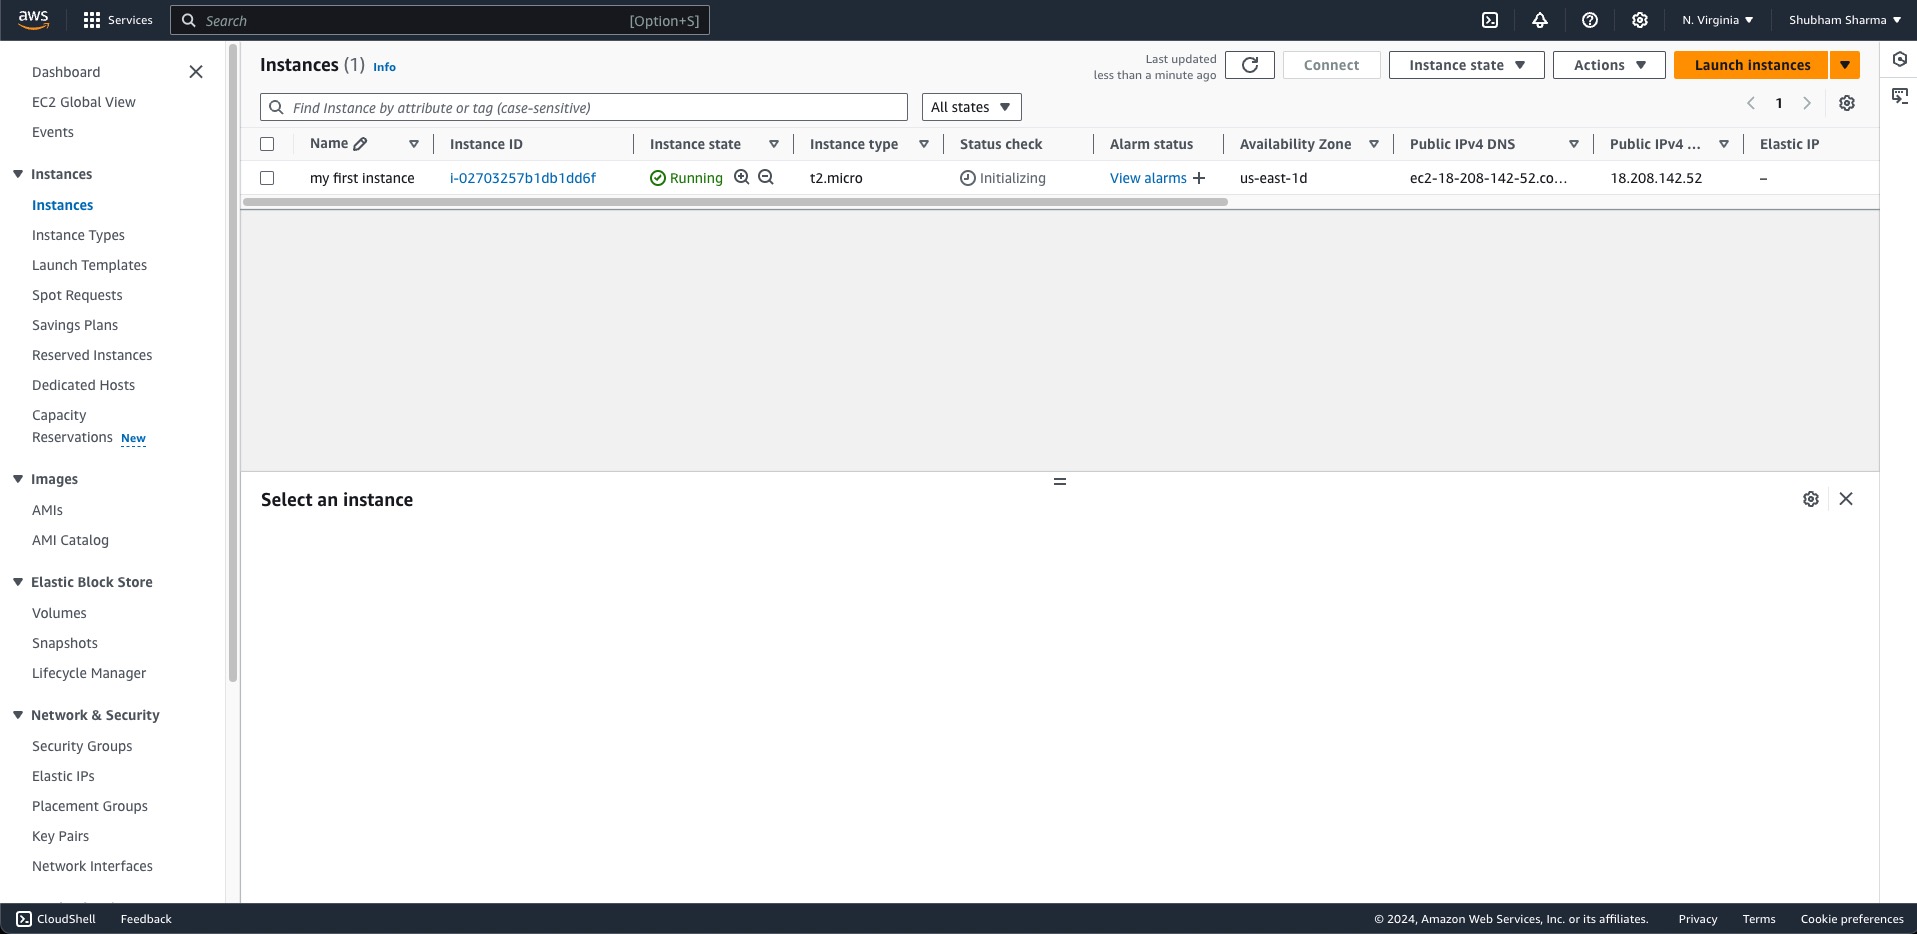 aws
Services
Search
[Option+S]
N. Virginia
Shubham Sharma
Dashboard
EC2 Global View
Events
Instances
Instances
Instance Types
Launch Templates
Spot Requests
Savings Plans
Reserved Instances
Dedicated Hosts
Capacity
Reservations New
Images
AMIs
AMI Catalog
Elastic Block Store
Volumes
Snapshots
Lifecycle Manager
Network & Security
Security Groups
Elastic IPs
Placement Groups
Key Pairs
Network Interfaces
Instances (1) Info
Last updated
less than a minute ago
Connect
Instance state
Actions
Launch instances
Find Instance by attribute or tag (case-sensitive)
All states
1
Name Instance ID Instance state Instance type Status check Alarm status Availability Zone Public IPv4 DNS Public IPv4 ... Elastic IP
my first instance i-02703257b1db1dd6f Running t2.micro Initializing View alarms us-east-1d ec2-18-208-142-52.co... 18.208.142.52 –
Select an instance
CloudShell
Feedback
© 2024, Amazon Web Services, Inc. or its affiliates.
Privacy
Terms
Cookie preferences